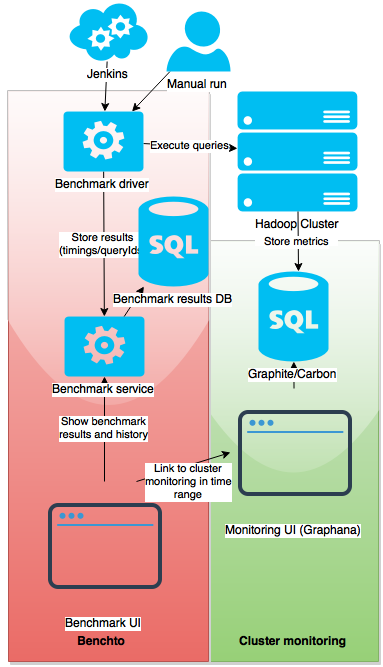 Jenkins
Manual run
Execute queries
Benchmark driver
Hadoop Cluster
Store metrics
Store results
(timings/queryIds
SQL
Benchmark results DB
SQL
Graphite/Carbon
Benchmark service
Show benchmark
results and history
Link to cluster
monitoring in time
range
Monitoring UI (Graphana)
Benchmark UI
Benchto
Cluster monitoring